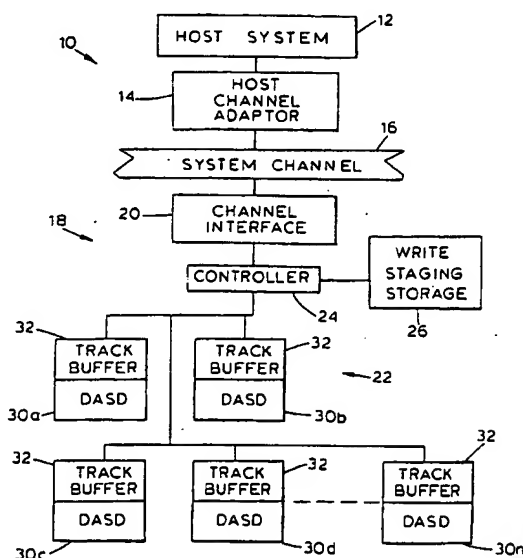 HOST SYSTEM
12
10
14
HOST
CHANNEL
ADAPTOR
16
SYSTEM CHANNEL
18
20
CHANNEL
INTERFACE
CONTROLLER
24
WRITE
STAGING
STORAGE
26
32
TRACK
BUFFER
DASD
30a
32
TRACK
BUFFER
DASD
30b
22
32
TRACK
BUFFER
DASD
30c
32
TRACK
BUFFER
DASD
30d
32
TRACK
BUFFER
DASD
30n